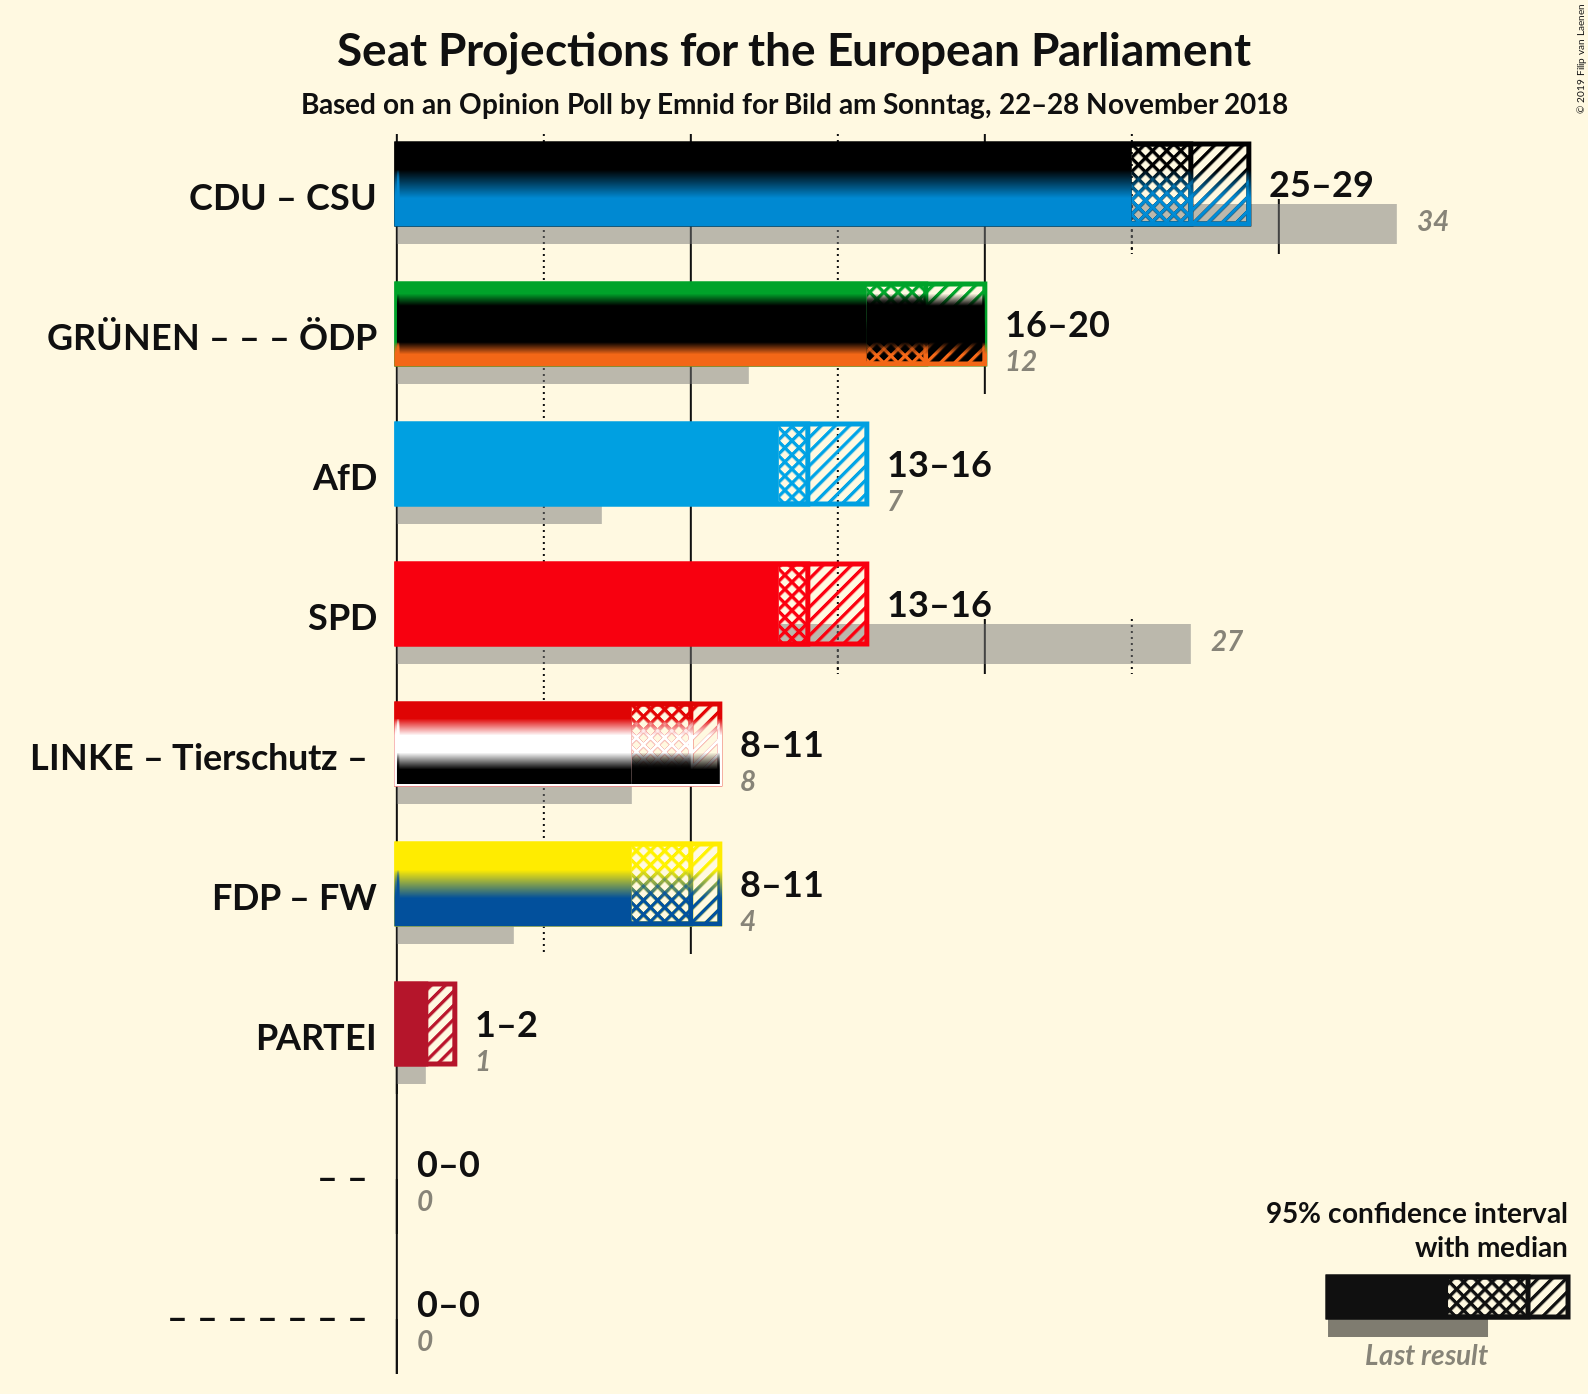 Seat Projections for the European Parliament
Based on an Opinion Poll by Emnid for Bild am Sonntag, 22–28 November 2018
© 2019 Filip van Laenen
CDU – CSU
25–29
34
GRÜNEN – – – ÖDP
16–20
12
AfD
13–16
7
SPD
13–16
27
LINKE – Tierschutz –
8–11
8
FDP – FW
8–11
4
PARTEI
1–2
1
– –
0–0
0
– – – – – – –
0–0
0
95% confidence interval
with median
Last result